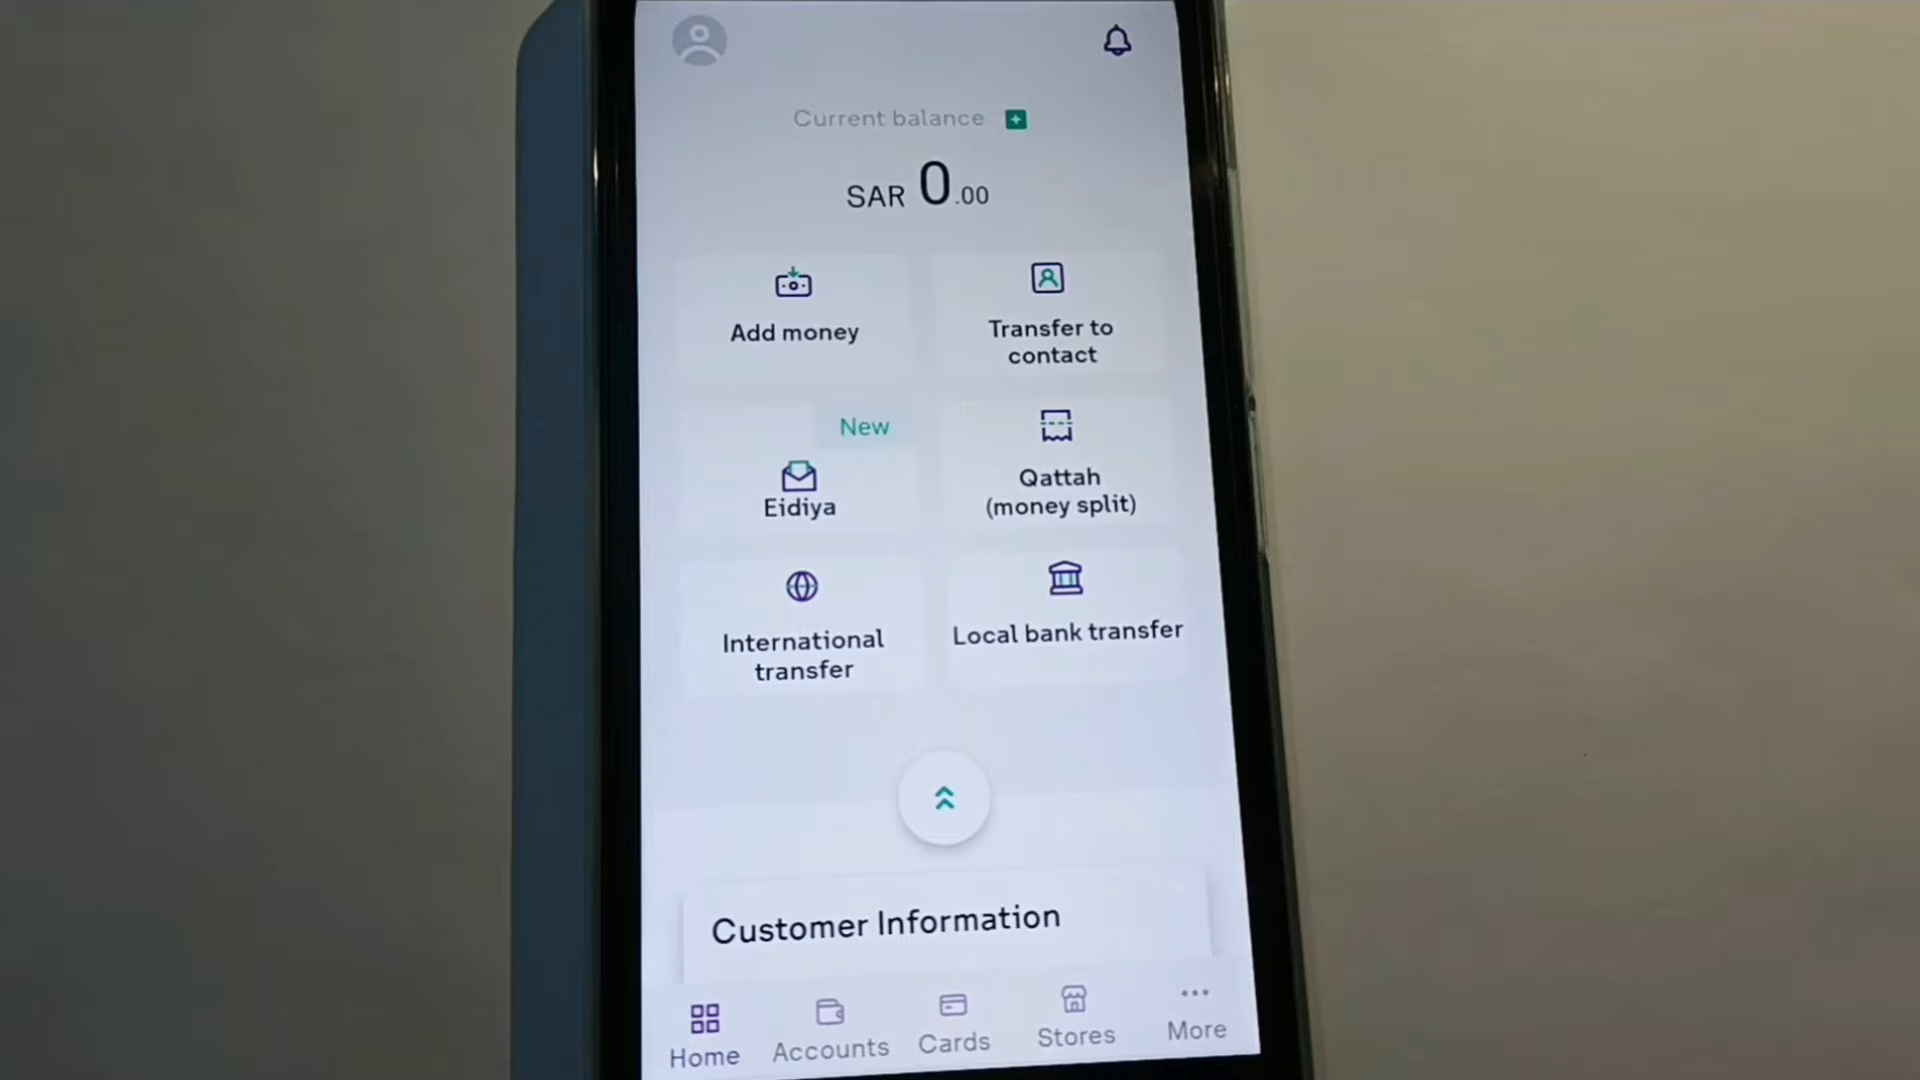 Current balance
SAR 0.00
Add money
Transfer to
contact
New
Eidiya
Qattah
(money split)
International
transfer
Local bank transfer
Customer Information
Home
Accounts
Cards
Stores
More